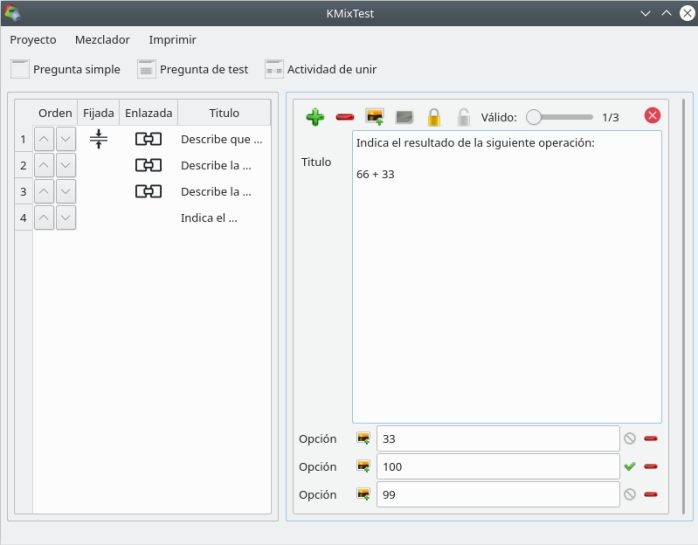 KMixTest
Proyecto Mezclador Imprimir
Pregunta simple Pregunta de test Actividad de unir
Orden Fijada Enlazada Titulo
1 Describe que ...
2 Describe la ...
3 Describe la ...
4 Indica el ...
Válido: 1/3
Titulo
Indica el resultado de la siguiente operación:
66 + 33
Opción 33
Opción 100
Opción 99